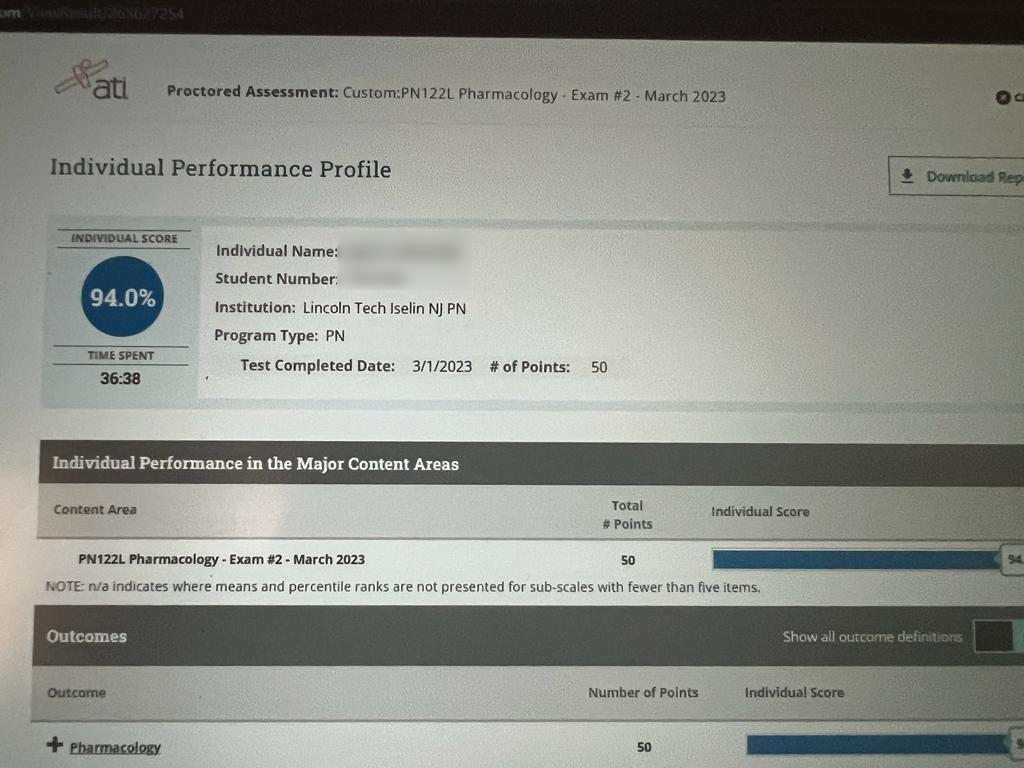 om/ViewResult/265627254
ati
Proctored Assessment: Custom:PN122L Pharmacology - Exam #2 - March 2023
Individual Performance Profile
Download Rep
INDIVIDUAL SCORE
94.0%
TIME SPENT
36:38
Individual Name:
Student Number:
Institution: Lincoln Tech Iselin NJ PN
Program Type: PN
Test Completed Date: 3/1/2023 # of Points: 50
Individual Performance in the Major Content Areas
Content Area
Total
# Points
Individual Score
PN122L Pharmacology - Exam #2 - March 2023
50
94.
NOTE: n/a indicates where means and percentile ranks are not presented for sub-scales with fewer than five items.
Outcomes
Show all outcome definitions
Outcome
Number of Points
Individual Score
Pharmacology
50
9